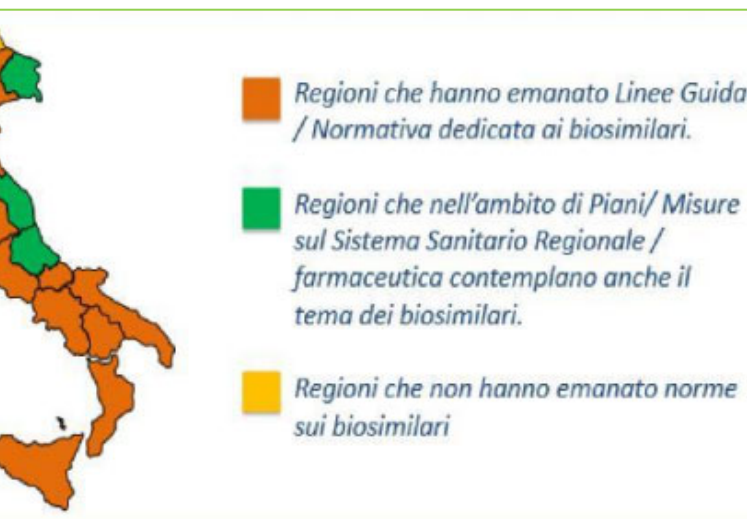 Regioni che hanno emanato Linee Guida
/ Normativa dedicata ai biosimilari.
Regioni che nell'ambito di Piani/ Misure
sul Sistema Sanitario Regionale /
farmaceutica contemplano anche il
tema dei biosimilari.
Regioni che non hanno emanato norme
sui biosimilari